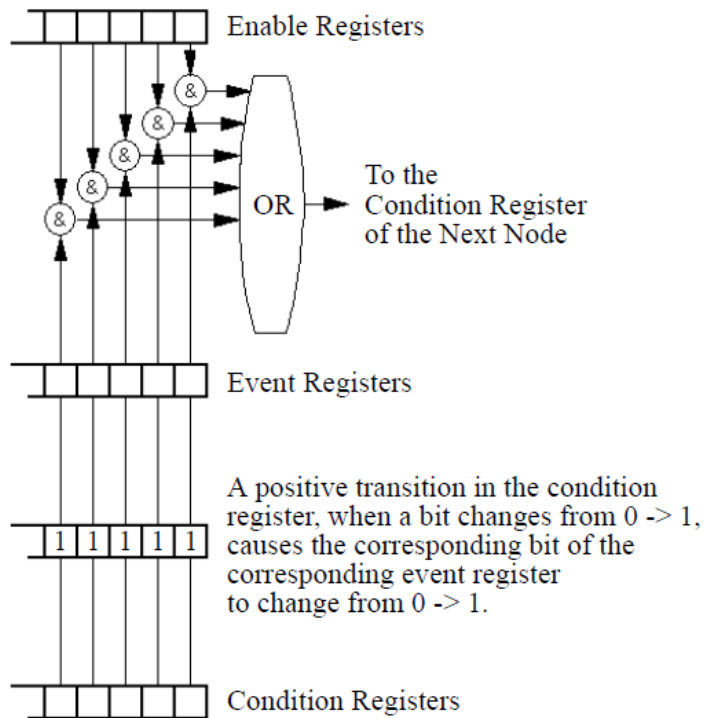 Enable Registers
&
&
&
&
&
OR
To the
Condition Register
of the Next Node
Event Registers
A positive transition in the condition
register, when a bit changes from 0 -> 1,
1 1 1 1 1
causes the corresponding bit of the
corresponding event register
to change from 0 -> 1.
Condition Registers